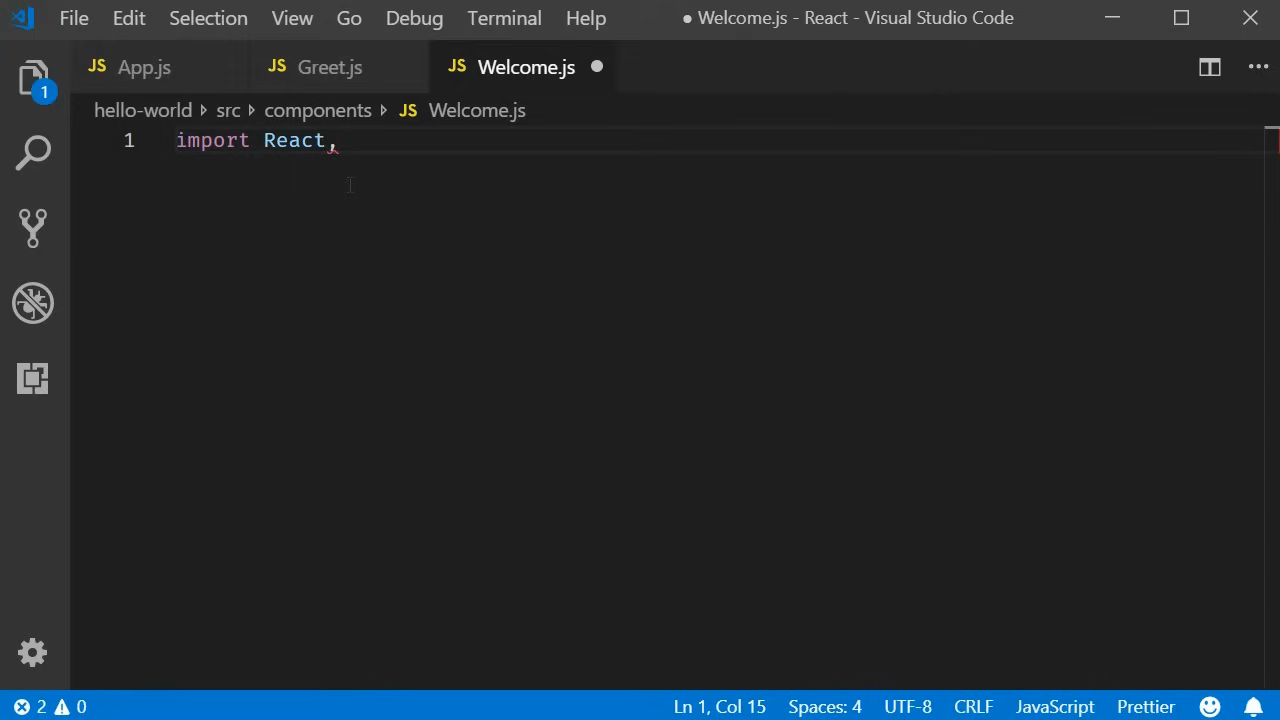 File Edit Selection View Go Debug Terminal Help ● Welcome.js - React - Visual Studio Code
JS App.js JS Greet.js JS Welcome.js
1
hello-world src components JS Welcome.js
1 import React,
2 0 Ln 1, Col 15 Spaces: 4 UTF-8 CRLF JavaScript Prettier